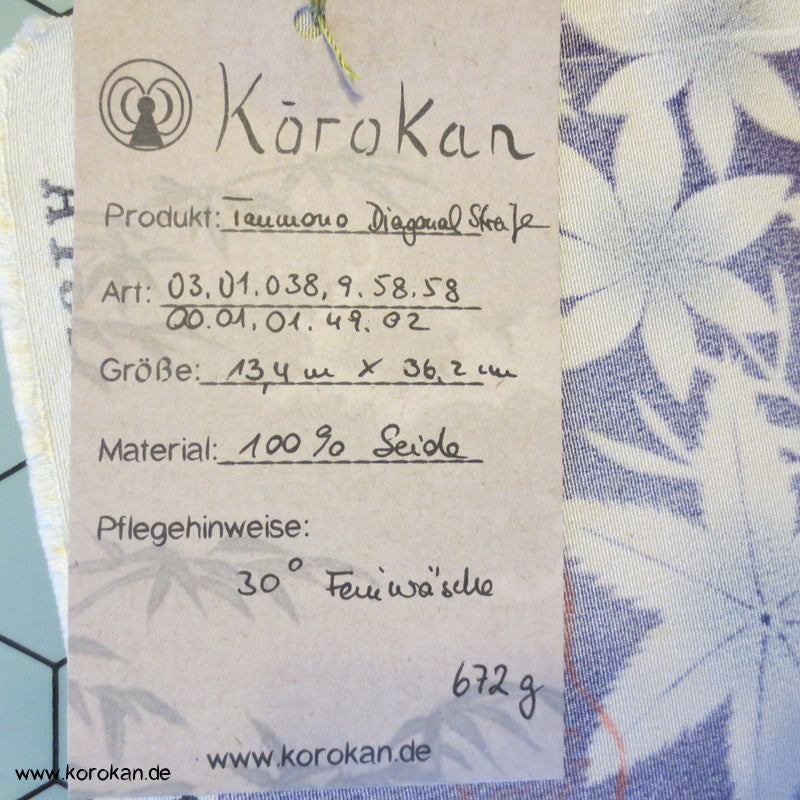 Kōrokan
Produkt: Tanmono Diagonal Straße
Art: 03.01.038, 9.58.58
00.01.01.49.02
Größe: 13,4 m x 36,2 cm
Material: 100% Seide
Pflegehinweise:
30° Feinwäsche
672 g
www.korokan.de
www.korokan.de